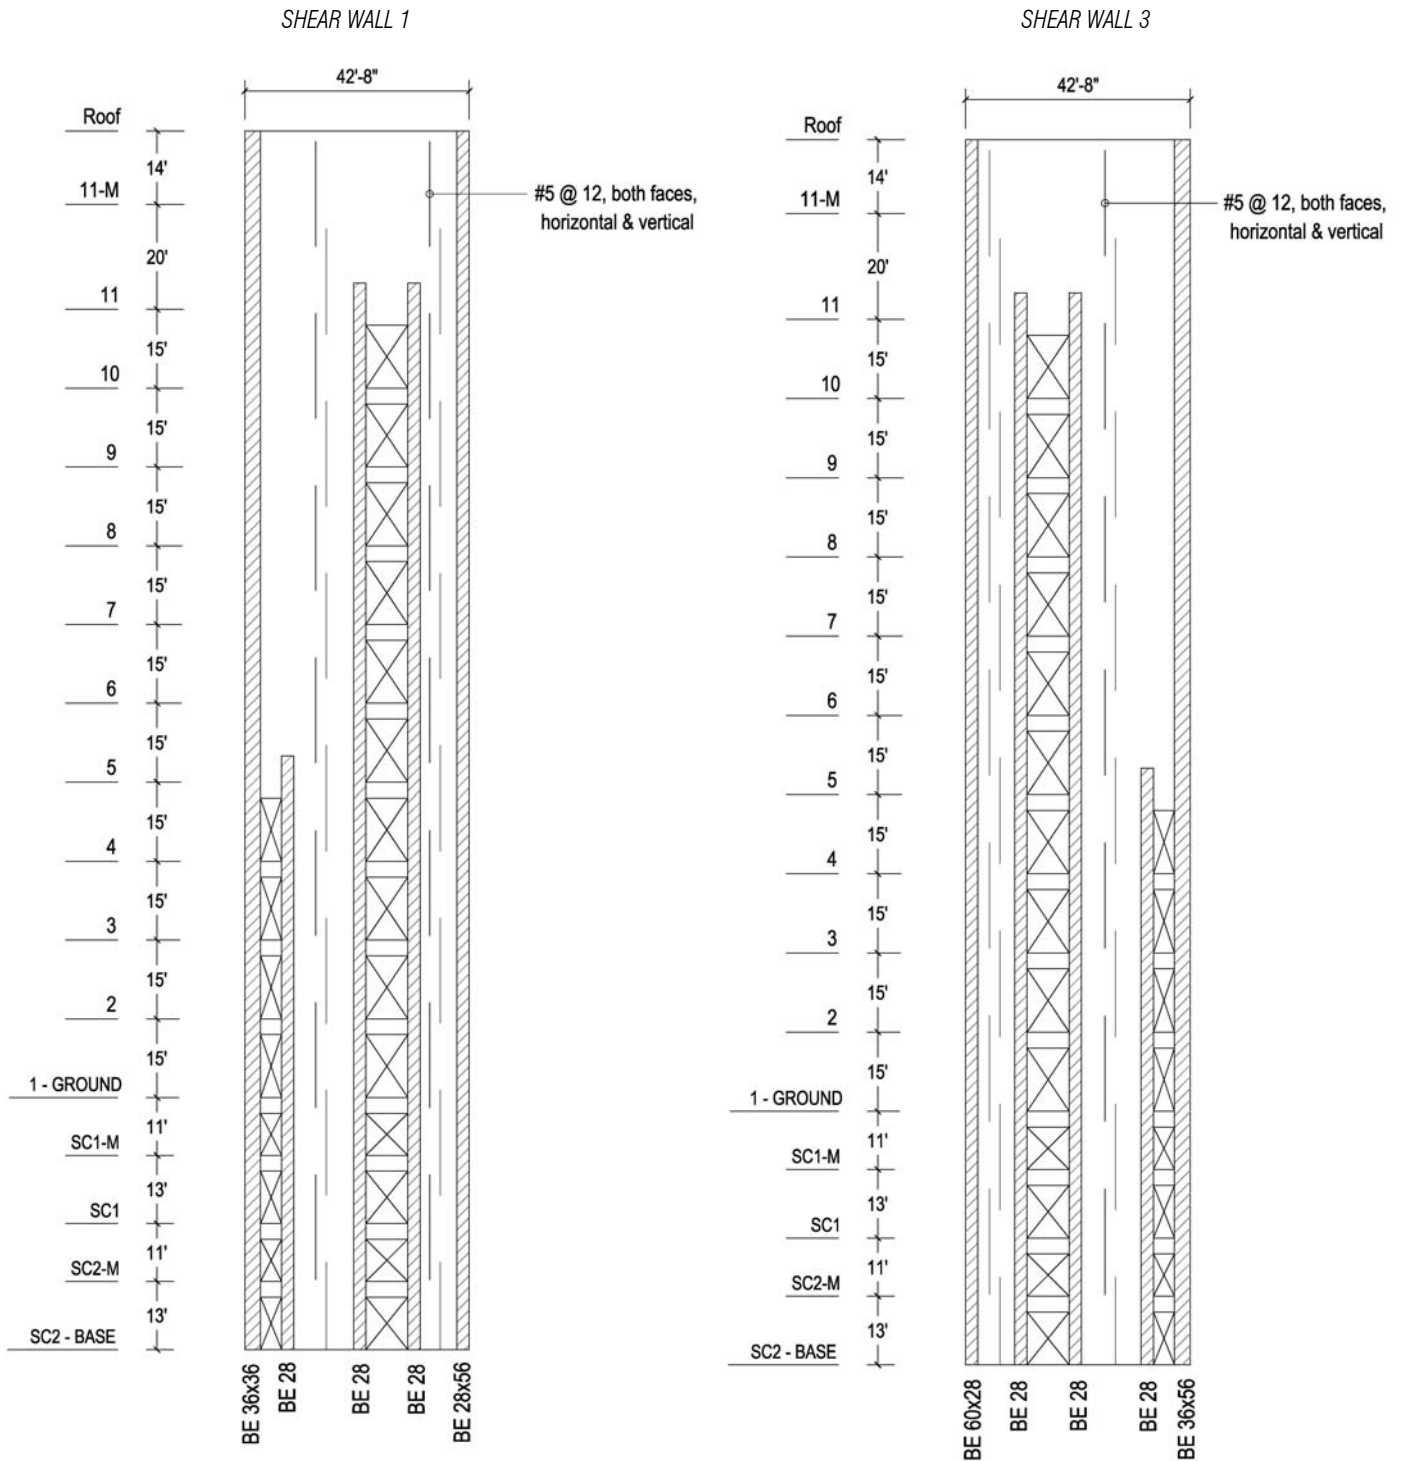 SHEAR WALL 1
42'-8"
Roof
14'
11-M
#5 @ 12, both faces,
horizontal & vertical
20'
11
15'
10
15'
9
15'
8
15'
7
15'
6
15'
5
15'
4
15'
3
15'
2
15'
1 - GROUND
11'
SC1-M
13'
SC1
11'
SC2-M
13'
SC2 - BASE
BE 36x36
BE 28
BE 28
BE 28
BE 28x56
SHEAR WALL 3
42'-8"
Roof
14'
11-M
#5 @ 12, both faces,
horizontal & vertical
20'
11
15'
10
15'
9
15'
8
15'
7
15'
6
15'
5
15'
4
15'
3
15'
2
15'
1 - GROUND
11'
SC1-M
13'
SC1
11'
SC2-M
13'
SC2 - BASE
BE 60x28
BE 28
BE 28
BE 28
BE 36x56